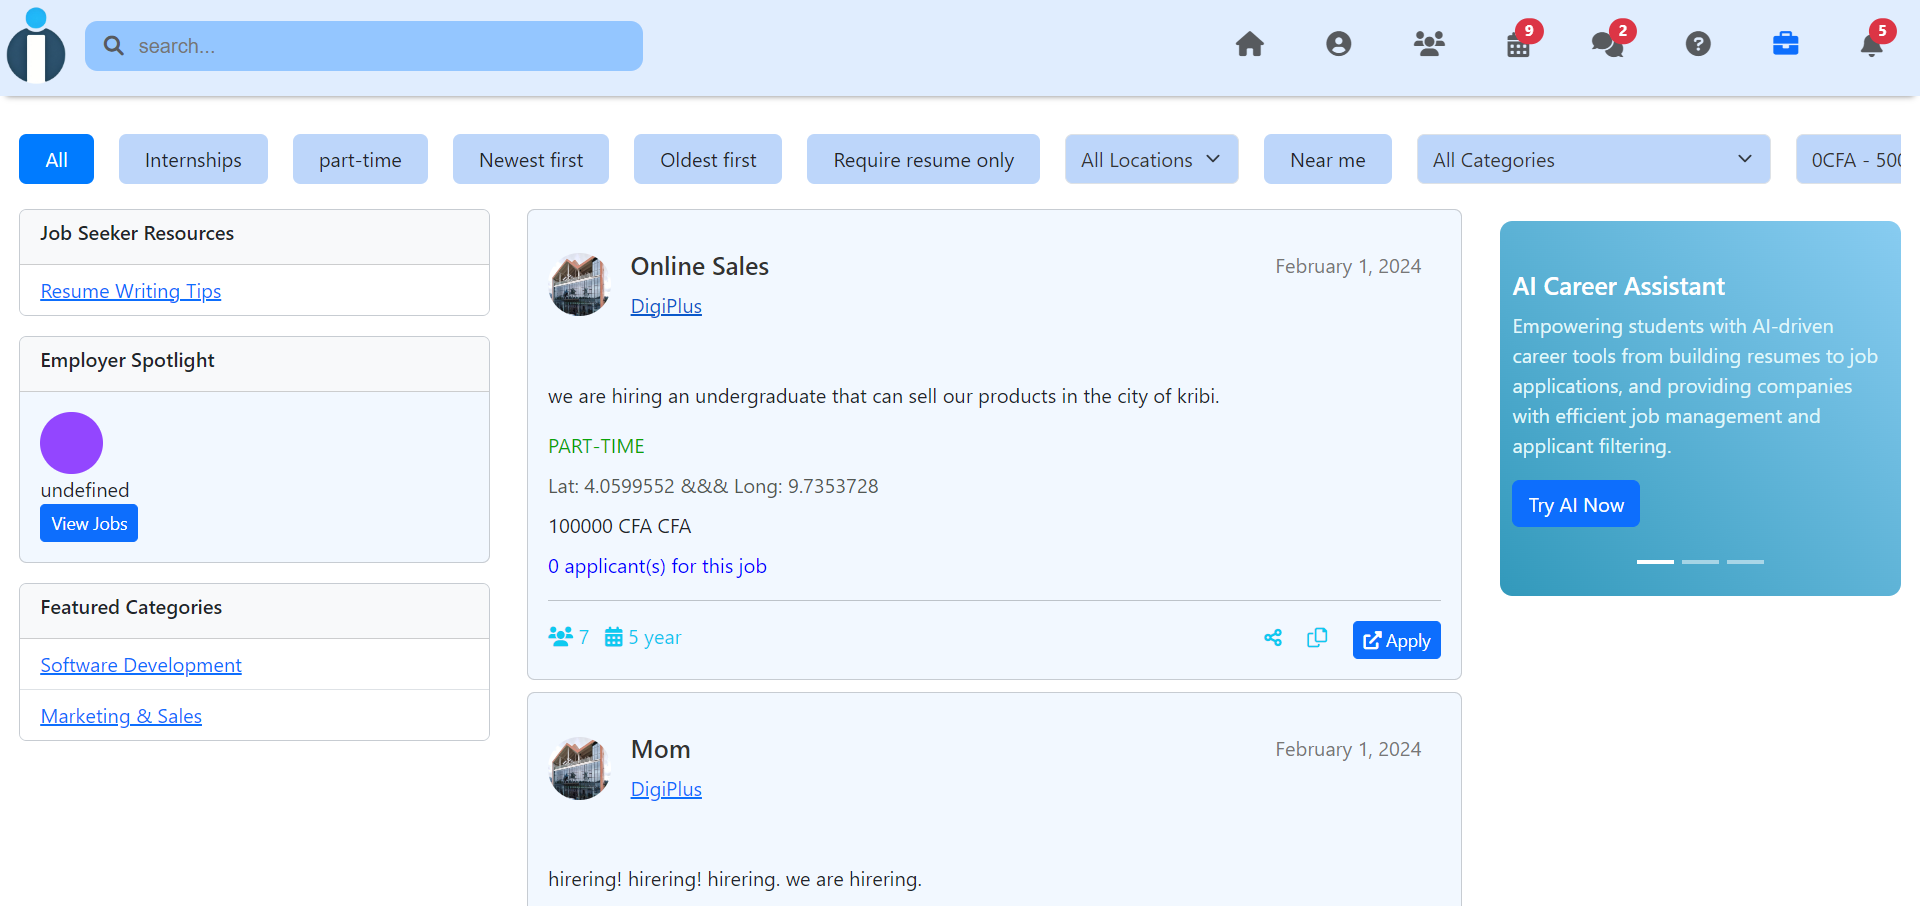 search...
9
2
5
All
Internships
part-time
Newest first
Oldest first
Require resume only
All Locations
Near me
All Categories
0CFA - 500
Job Seeker Resources
Resume Writing Tips
Employer Spotlight
undefined
View Jobs
Featured Categories
Software Development
Marketing & Sales
Online Sales
February 1, 2024
DigiPlus
we are hiring an undergraduate that can sell our products in the city of kribi.
PART-TIME
Lat: 4.0599552 &&& Long: 9.7353728
100000 CFA CFA
0 applicant(s) for this job
7
5 year
Apply
Mom
February 1, 2024
DigiPlus
hirering! hirering! hirering. we are hirering.
AI Career Assistant
Empowering students with AI-driven
career tools from building resumes to job
applications, and providing companies
with efficient job management and
applicant filtering.
Try AI Now